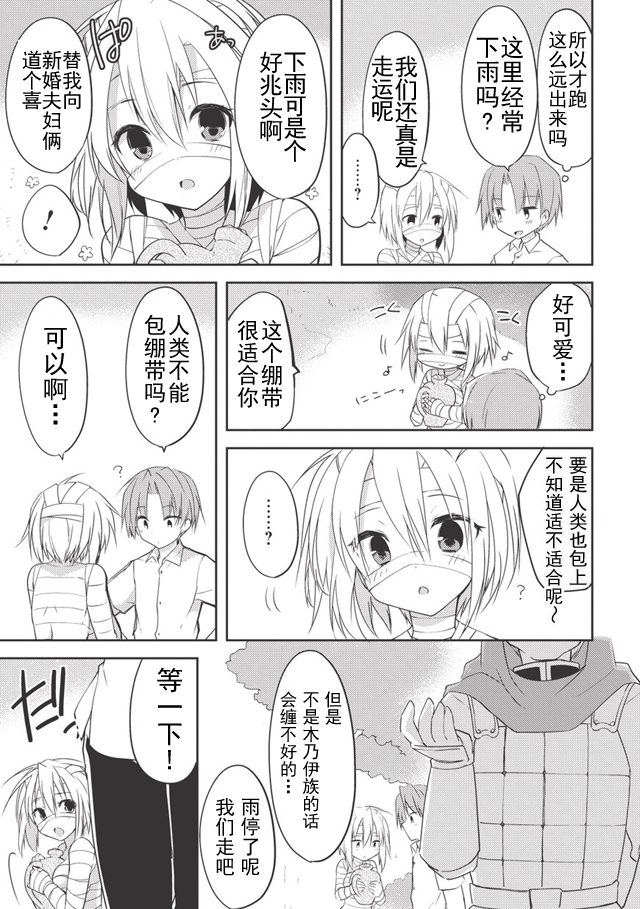 所以才跑
这么远出来吗
这里经常
下雨吗?
我们还真是
走运呢
…?
下雨可是个
好兆头啊
あっ
ぱぁ
替我向
新婚夫妇俩
道个喜
!
好可爱…
♪
♪
这个绷带
很适合你
人类不能
包绷带吗?
?
可以啊…
要是人类也包上
不知道适不适合呢~
……?
但是
不是木乃伊族的话
会缠不好的…
雨停了呢
我们走吧
等一下!